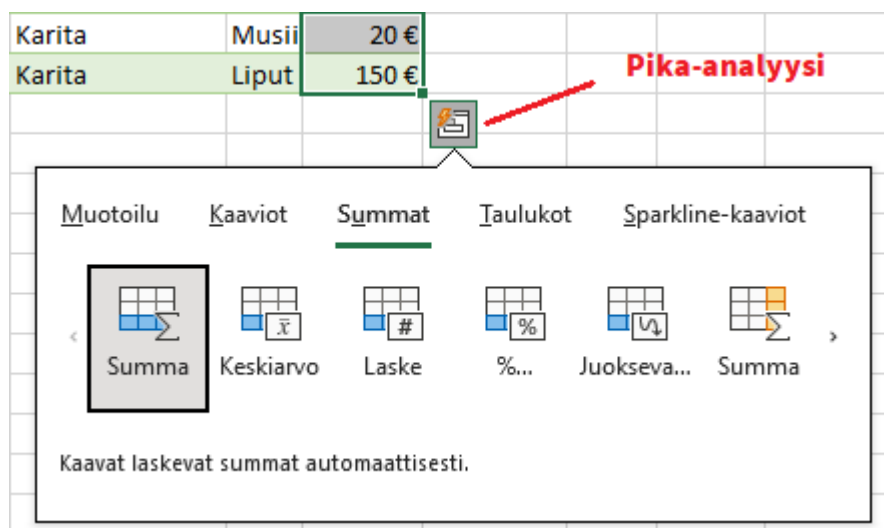 Karita Musii 20 €
Karita Liput 150 €
Pika-analyysi
Muotoilu Kaaviot Summat Taulukot Sparkline-kaaviot
x̄ # %
Summa Keskiarvo Laske %... Juokseva... Summa
Kaavat laskevat summat automaattisesti.